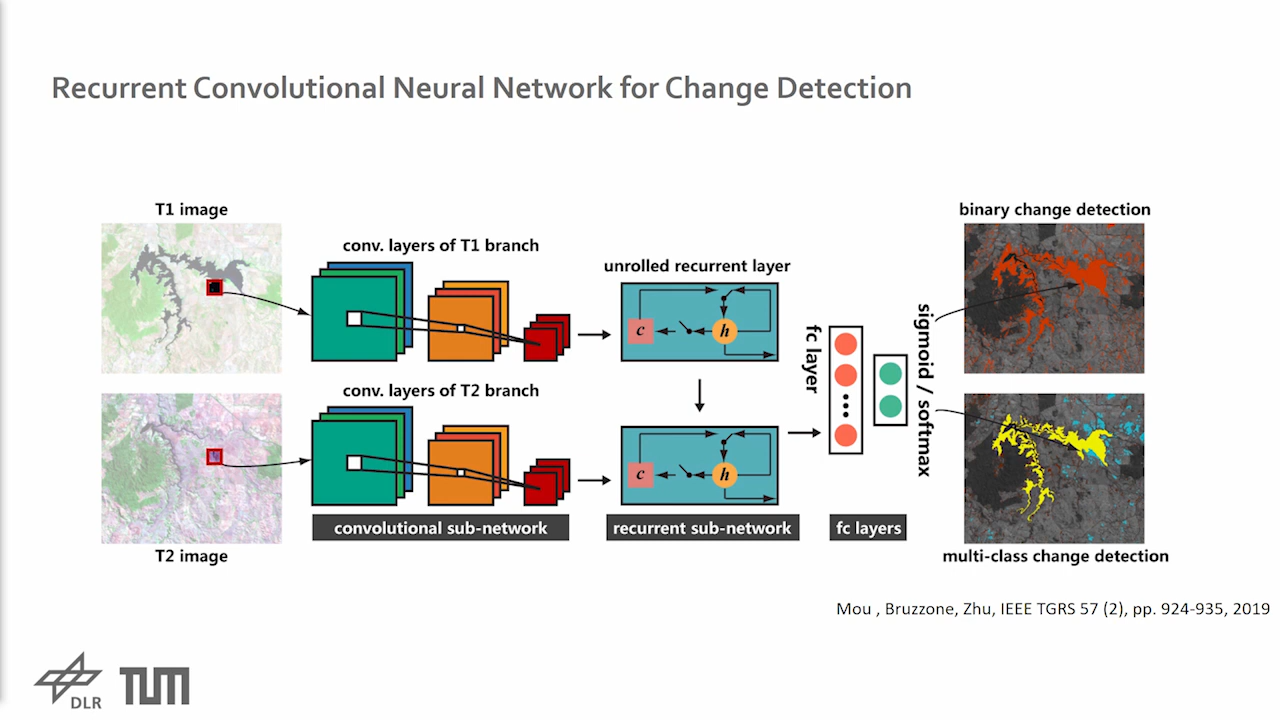 Recurrent Convolutional Neural Network for Change Detection
T1 image
conv. layers of T1 branch
unrolled recurrent layer
binary change detection
c
h
conv. layers of T2 branch
fc layer
sigmoid / softmax
c
h
convolutional sub-network
recurrent sub-network
fc layers
T2 image
multi-class change detection
Mou , Bruzzone, Zhu, IEEE TGRS 57 (2), pp. 924-935, 2019
DLR
TUM